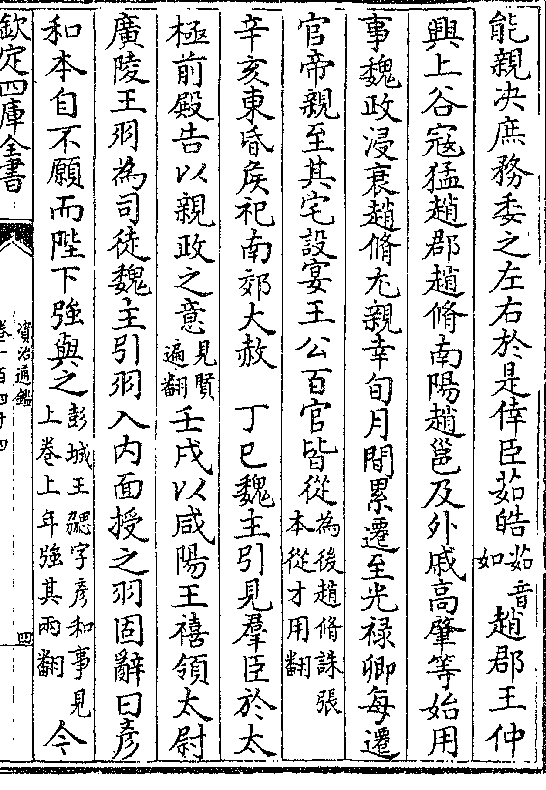 能親决庶務委之左右於是倖臣茹皓茹音如趙郡王仲
興上谷寇猛趙郡趙脩南陽趙邕及外戚高肇等始用
事魏政浸衰趙脩尤親幸旬月間累遷至光祿卿每遷
官帝親至其宅設宴王公百官皆從為後趙脩誅張本從才用翻
辛亥東昏侯祀南郊大赦　丁巳魏主引見羣臣於太
極前殿告以親政之意見賢遍翻壬戌以咸陽王禧領太尉
廣陵王羽為司徒魏主引羽入内面授之羽固辭曰彦
和本自不願而陛下強與之彭城王勰字彦和事見上卷上年強其兩翻今
欽定四庫全書
資治通鑑
卷一百四十四
四